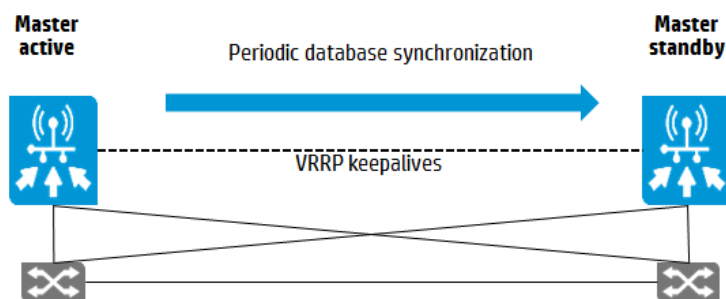 Master
active
Periodic database synchronization
Master
standby
VRRP keepalives